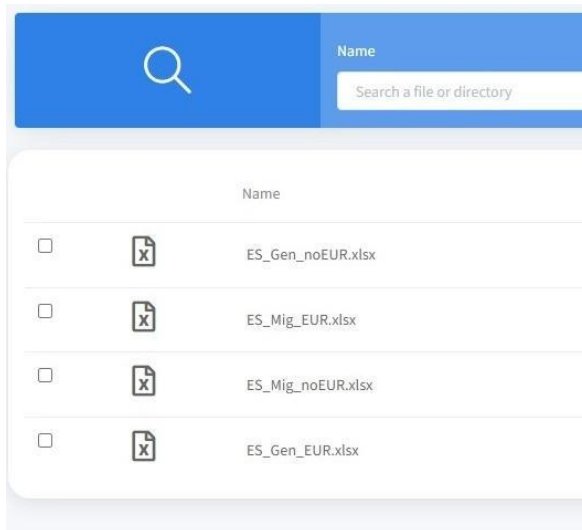 Name
Search a file or directory
Name
ES_Gen_noEUR.xlsx
ES_Mig_EUR.xlsx
ES_Mig_noEUR.xlsx
ES_Gen_EUR.xlsx